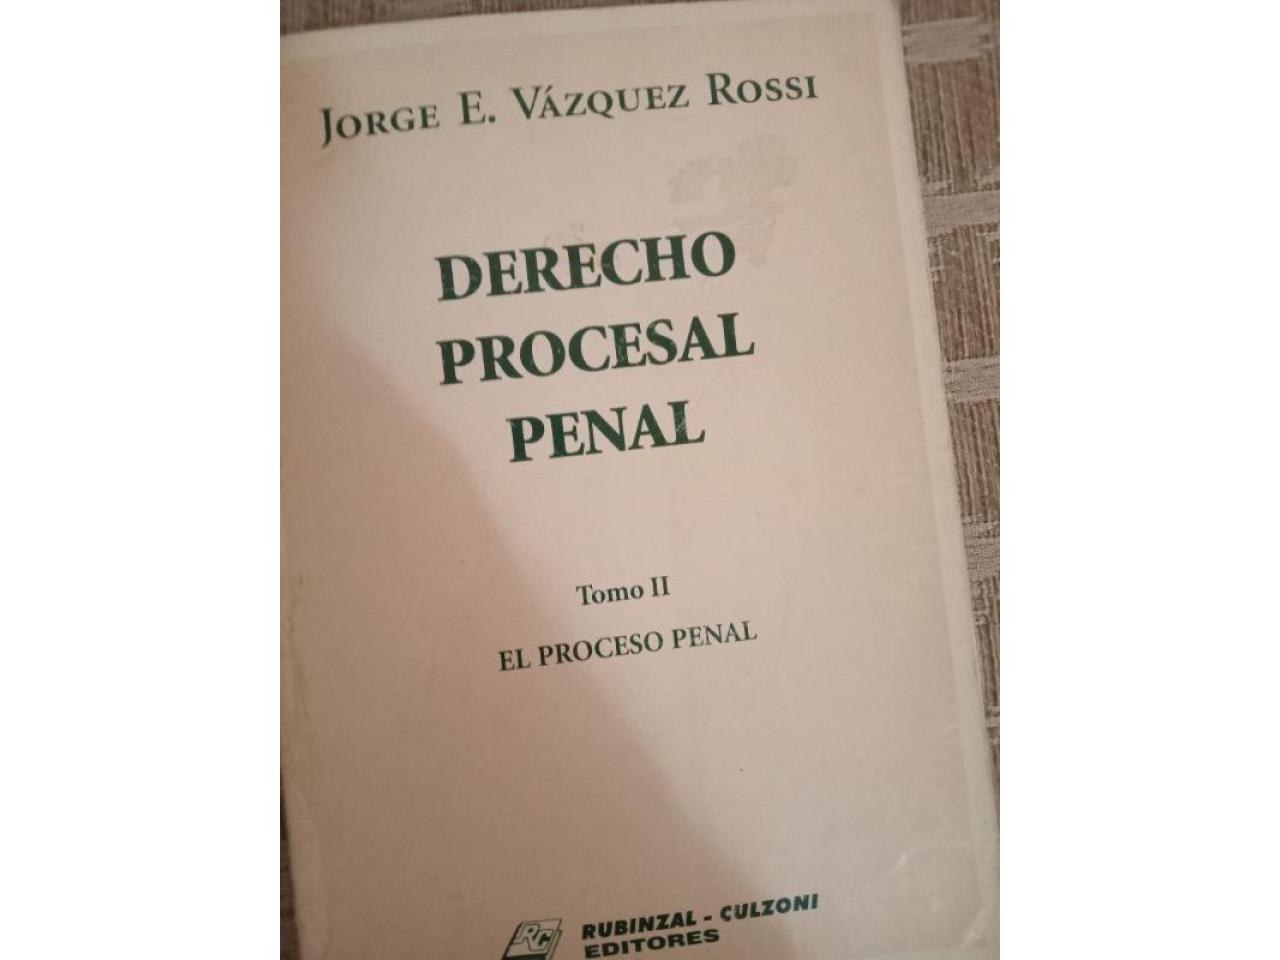 JORGE E. VÁZQUEZ ROSSI
DERECHO
PROCESAL
PENAL
Tomo II
EL PROCESO PENAL
RC
RUBINZAL - CULZONI
EDITORES